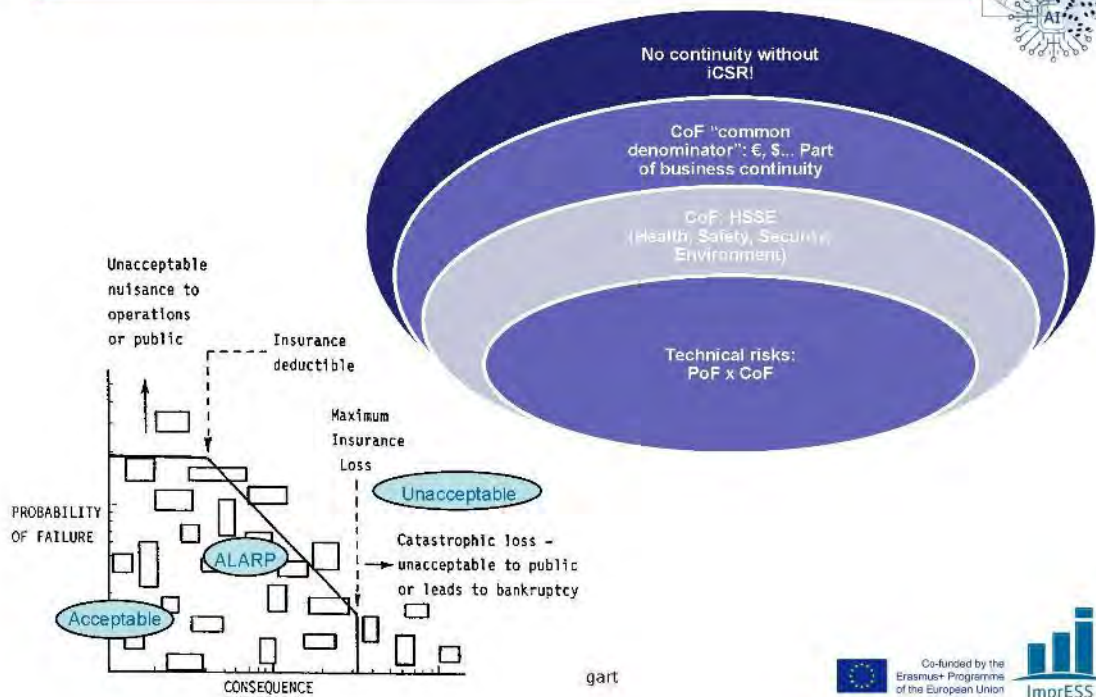 AI
No continuity without
iCSR!
CoF "common
denominator": €, $... Part
of business continuity
CoF: HSSE
(Health, Safety, Security,
Environment)
Technical risks:
PoF x CoF
Unacceptable
nuisance to
operations
or public
Insurance
deductible
Maximum
Insurance
Loss
Unacceptable
PROBABILITY
OF FAILURE
ALARP
Catastrophic loss –
unacceptable to public
or leads to bankruptcy
Acceptable
CONSEQUENCE
gart
Co-funded by the
Erasmus+ Programme
of the European Union
ImprESS